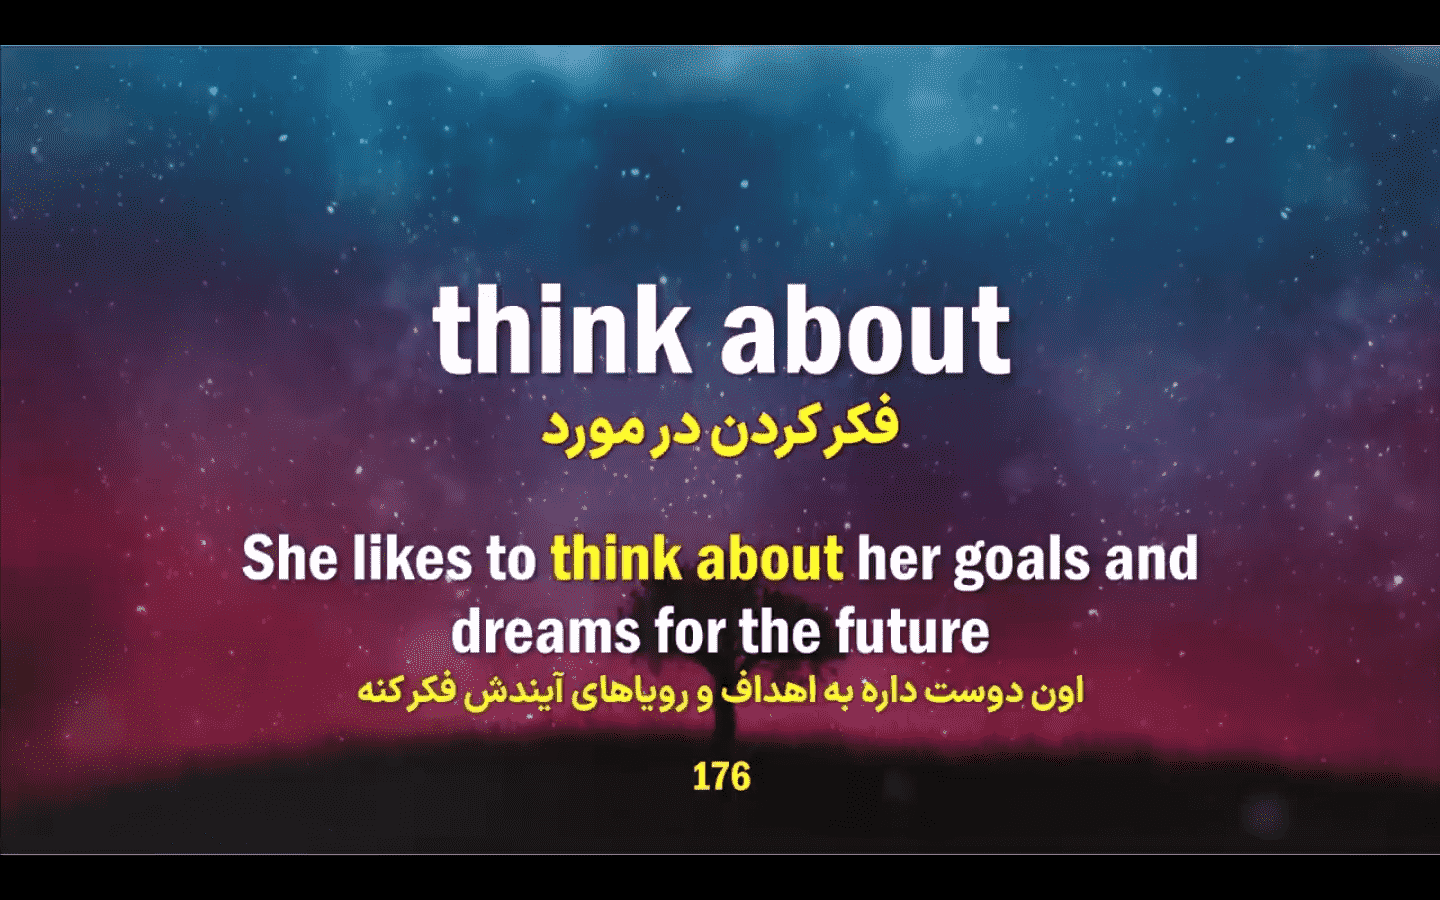 think about
فکر کردن در مورد
She likes to think about her goals and
dreams for the future
اون دوست داره به اهداف و رویاهای آیندش فکر کنه
176